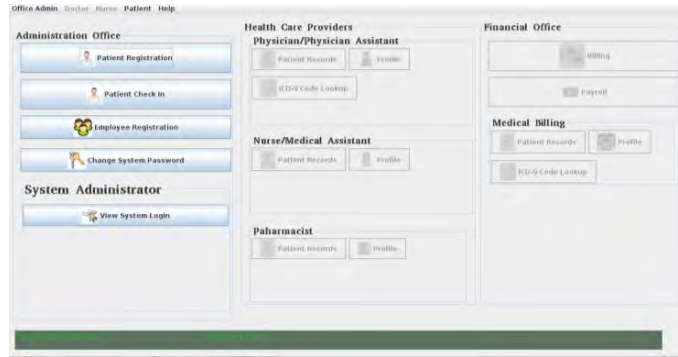 Office Admin Doctor Nurse Patient Help
Administration Office
Patient Registration
Patient Check In
Employee Registration
Change System Password
System Administrator
View System Login
Health Care Providers
Physician/Physician Assistant
Patient Records Profile
ICD-9 Code Lookup
Nurse/Medical Assistant
Patient Records Profile
Paharmacist
Patient Records Profile
Financial Office
Billing
Payroll
Medical Billing
Patient Records Profile
ICD-9 Code Lookup